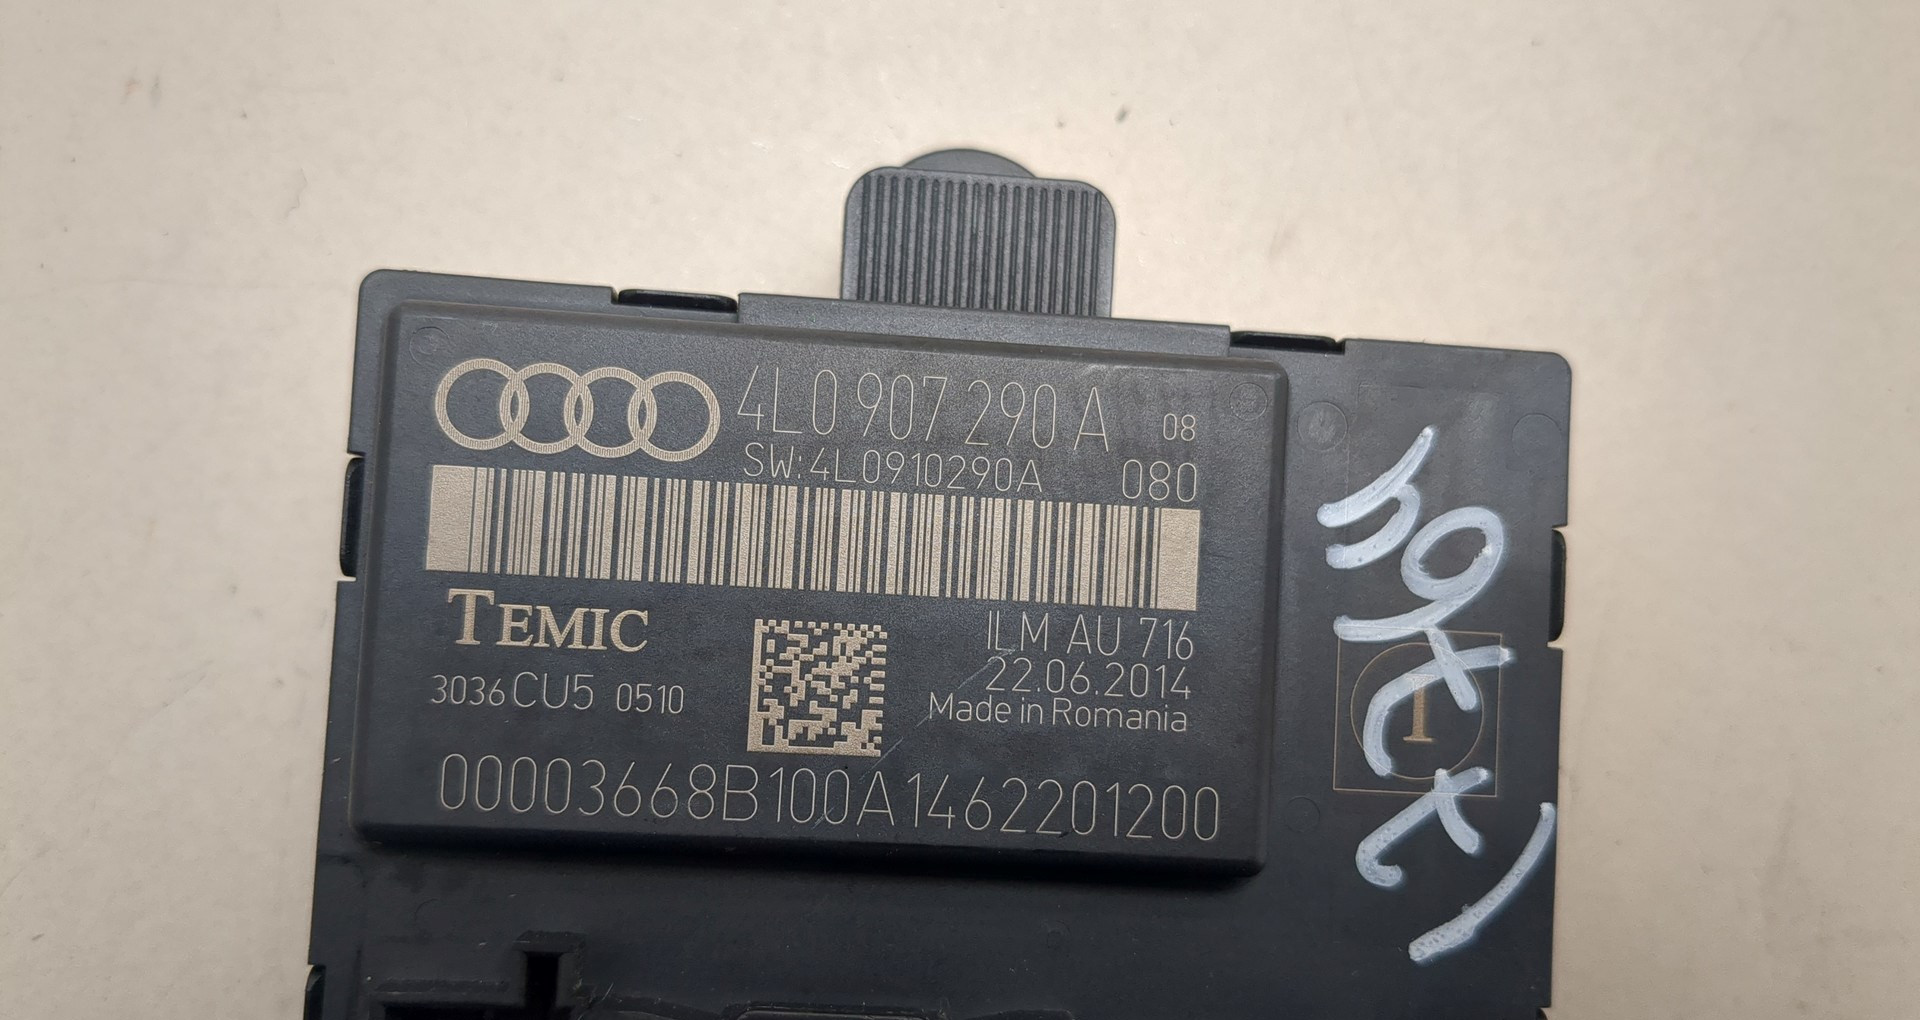 4L0 907 290 A 08
SW:4L0910290A 080
TEMIC
ILM AU 716
22.06.2014
3036CU5 0510
Made in Romania
00003668B100A1462201200
I